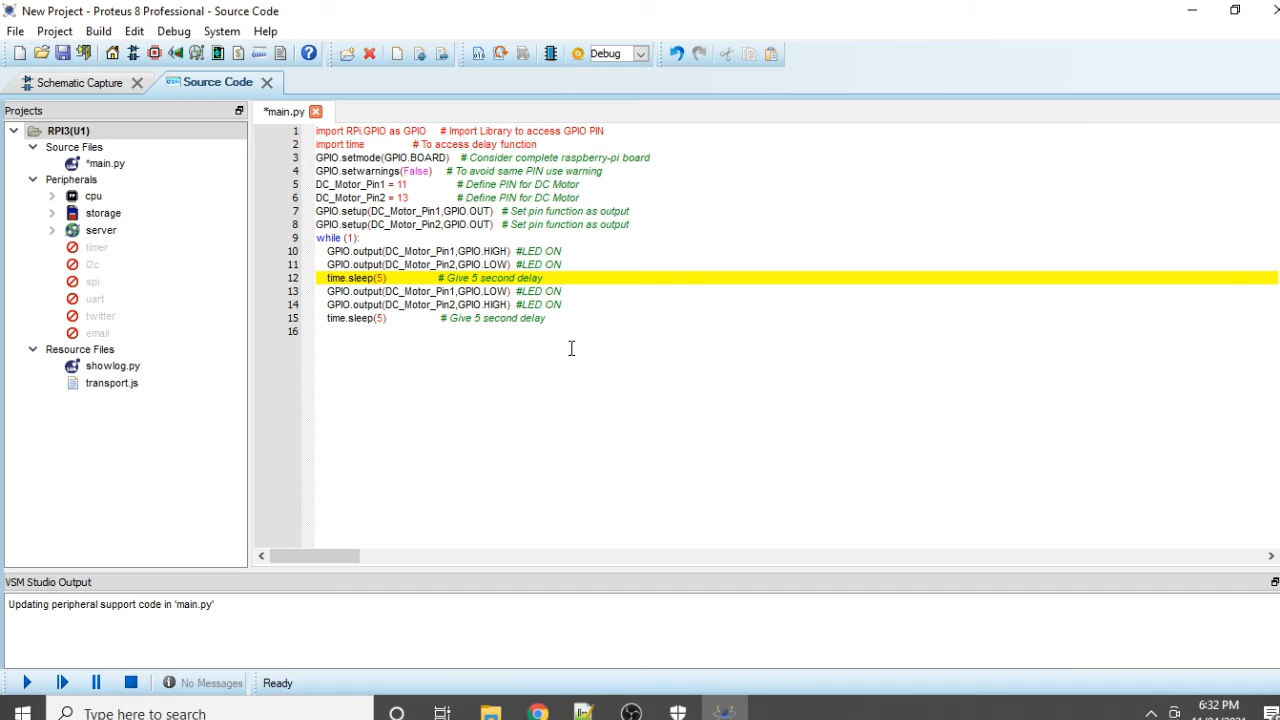 New Project - Proteus 8 Professional - Source Code
File Project Build Edit Debug System Help
Debug
Schematic Capture Source Code
Projects
*main.py
RPI3(U1)
Source Files
*main.py
Peripherals
cpu
storage
server
timer
i2c
spi
uart
twitter
email
Resource Files
showlog.py
transport.js
1 import RPi.GPIO as GPIO # Import Library to access GPIO PIN
2 import time # To access delay function
3 GPIO.setmode(GPIO.BOARD) # Consider complete raspberry-pi board
4 GPIO.setwarnings(False) # To avoid same PIN use warning
5 DC_Motor_Pin1 = 11 # Define PIN for DC Motor
6 DC_Motor_Pin2 = 13 # Define PIN for DC Motor
7 GPIO.setup(DC_Motor_Pin1,GPIO.OUT) # Set pin function as output
8 GPIO.setup(DC_Motor_Pin2,GPIO.OUT) # Set pin function as output
9 while (1):
10 GPIO.output(DC_Motor_Pin1,GPIO.HIGH) #LED ON
11 GPIO.output(DC_Motor_Pin2,GPIO.LOW) #LED ON
12 time.sleep(5) # Give 5 second delay
13 GPIO.output(DC_Motor_Pin1,GPIO.LOW) #LED ON
14 GPIO.output(DC_Motor_Pin2,GPIO.HIGH) #LED ON
15 time.sleep(5) # Give 5 second delay
16
VSM Studio Output
Updating peripheral support code in 'main.py'
No Messages Ready
Type here to search
6:32 PM